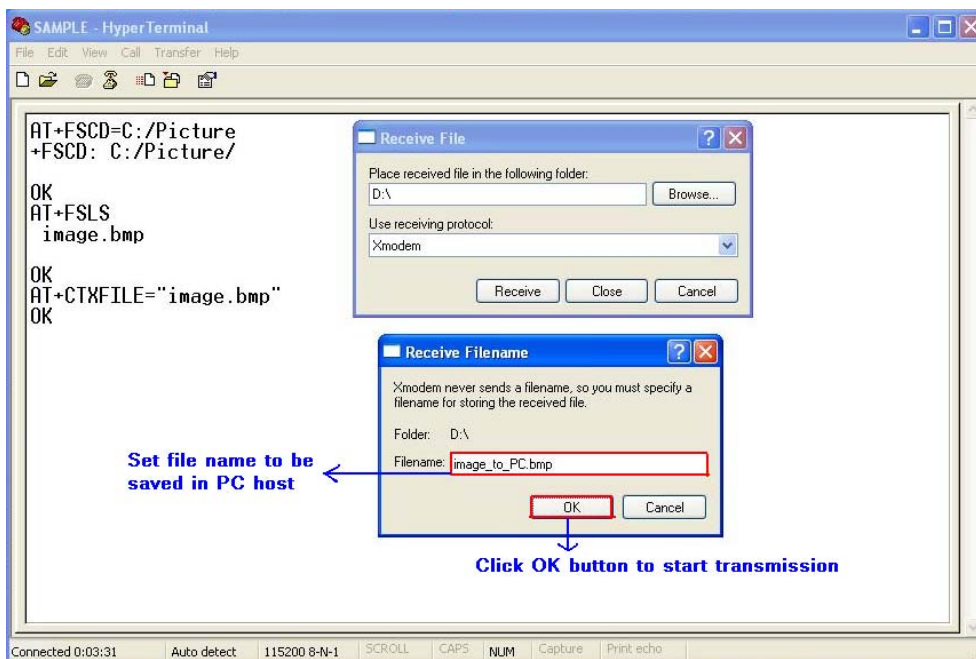 SAMPLE - HyperTerminal
File Edit View Call Transfer Help
AT+FSCD=C:/Picture
+FSCD: C:/Picture/
OK
AT+FSLS
image.bmp
OK
AT+CTXFILE="image.bmp"
OK
Receive File
Place received file in the following folder:
D:\
Browse...
Use receiving protocol:
Xmodem
Receive Close Cancel
Receive Filename
Xmodem never sends a filename, so you must specify a
filename for storing the received file.
Folder: D:\
Filename: image_to_PC.bmp
OK Cancel
Set file name to be
saved in PC host
Click OK button to start transmission
Connected 0:03:31 Auto detect 115200 8-N-1 SCROLL CAPS NUM Capture Print echo